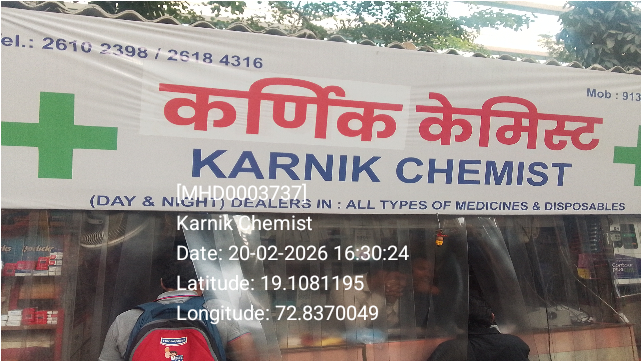 Tel.: 2610 2398 / 2618 4316
Mob : 913
कर्णिक केमिस्ट
KARNIK CHEMIST
(DAY & NIGHT) DEALERS IN : ALL TYPES OF MEDICINES & DISPOSABLES
[MHD0003737]
Karnik Chemist
Date: 20-02-2026 16:30:24
Latitude: 19.1081195
Longitude: 72.8370049